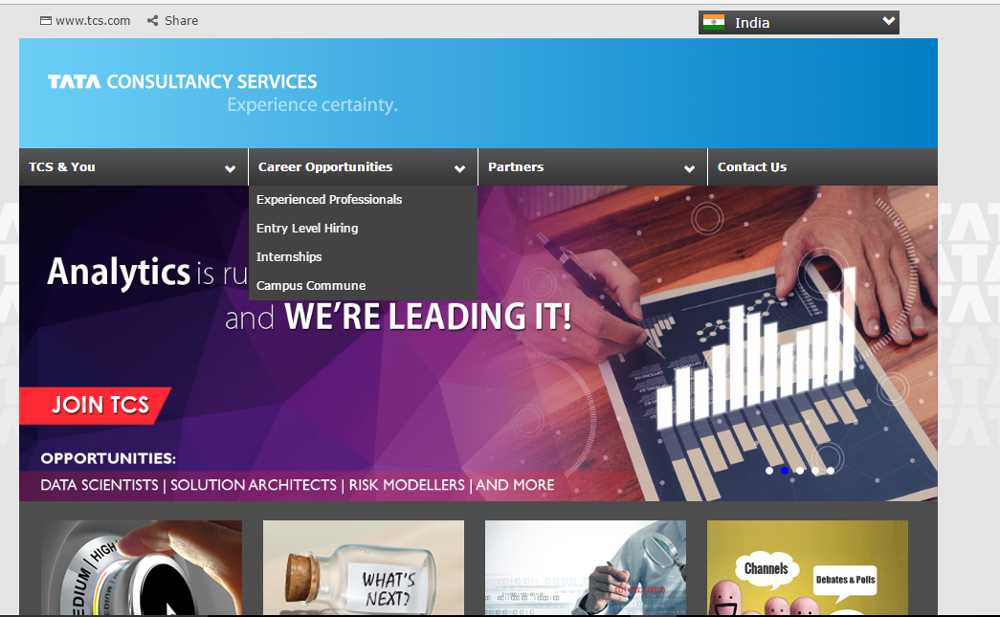 www.tcs.com Share India
TATA CONSULTANCY SERVICES
Experience certainty.
TCS & You Career Opportunities Partners Contact Us
Experienced Professionals
Entry Level Hiring
Internships
Campus Commune
Analytics is ru
and WE'RE LEADING IT!
JOIN TCS
OPPORTUNITIES:
DATA SCIENTISTS | SOLUTION ARCHITECTS | RISK MODELLERS | AND MORE
MEDIUM | HIGH
WHAT'S
NEXT?
Channels
Debates & Polls
TATA